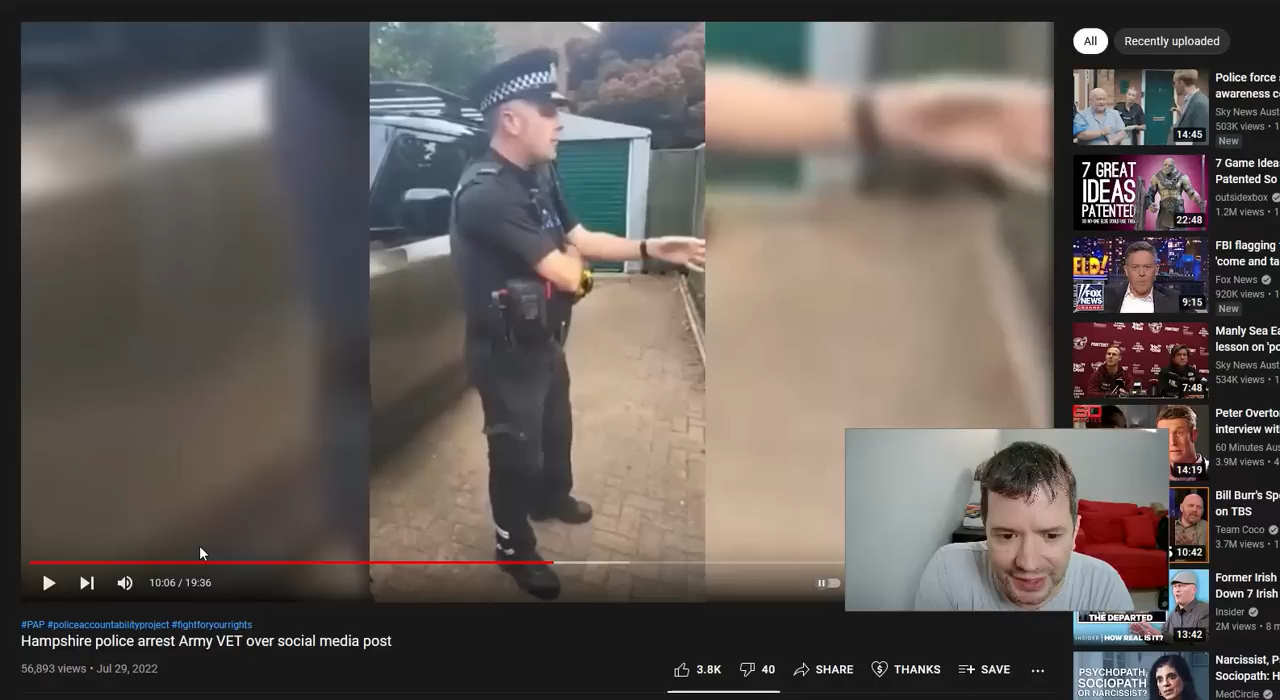 All
Recently uploaded
Police force
awareness
Sky News Aust
503K views • 1
New
14:45
7 Game Idea
Patented So
outsidexbox
1.2M views •
7 GREAT
IDEAS
PATENTED
22:48
FBI flagging
'come and ta
Fox News
920K views • 1
New
FOX
NEWS
9:15
Manly Sea Ea
lesson on 'po
Sky News Aust
534K views • 1
7:48
Peter Overto
interview wit
60 Minutes Aus
3.9M views • 4
14:19
Bill Burr's Sp
on TBS
Team Coco
3.7M views • 1
10:42
Former Irish
Down 7 Irish
Insider
2M views • 8 m
THE DEPARTED
INSIDER | HOW REAL IS IT?
13:42
Narcissist, P
Sociopath: H
MedCircle
PSYCHOPATH,
SOCIOPATH
OR NARCISSIST?
10:06 / 19:36
#PAP #policeaccountabilityproject #fightforyourrights
Hampshire police arrest Army VET over social media post
56,893 views • Jul 29, 2022
3.8K
40
SHARE
THANKS
SAVE